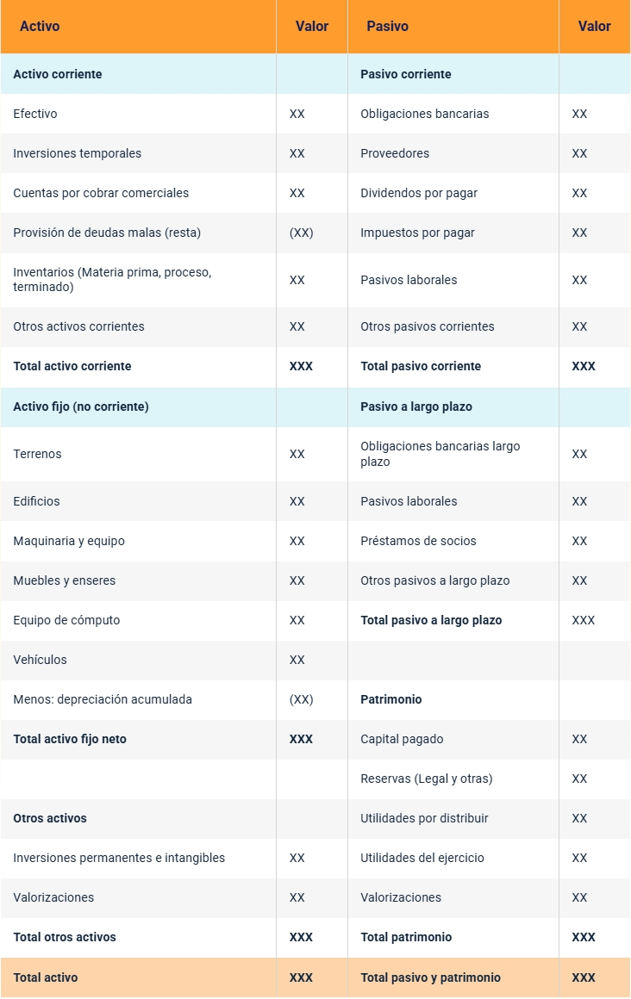 Activo Valor Pasivo Valor
Activo corriente Pasivo corriente
Efectivo XX Obligaciones bancarias XX
Inversiones temporales XX Proveedores XX
Cuentas por cobrar comerciales XX Dividendos por pagar XX
Provisión de deudas malas (resta) (XX) Impuestos por pagar XX
Inventarios (Materia prima, proceso,
terminado) XX Pasivos laborales XX
Otros activos corrientes XX Otros pasivos corrientes XX
Total activo corriente XXX Total pasivo corriente XXX
Activo fijo (no corriente) Pasivo a largo plazo
Terrenos XX Obligaciones bancarias largo
plazo XX
Edificios XX Pasivos laborales XX
Maquinaria y equipo XX Préstamos de socios XX
Muebles y enseres XX Otros pasivos a largo plazo XX
Equipo de cómputo XX Total pasivo a largo plazo XXX
Vehículos XX
Menos: depreciación acumulada (XX) Patrimonio
Total activo fijo neto XXX Capital pagado XX
Reservas (Legal y otras) XX
Otros activos Utilidades por distribuir XX
Inversiones permanentes e intangibles XX Utilidades del ejercicio XX
Valorizaciones XX Valorizaciones XX
Total otros activos XXX Total patrimonio XXX
Total activo XXX Total pasivo y patrimonio XXX